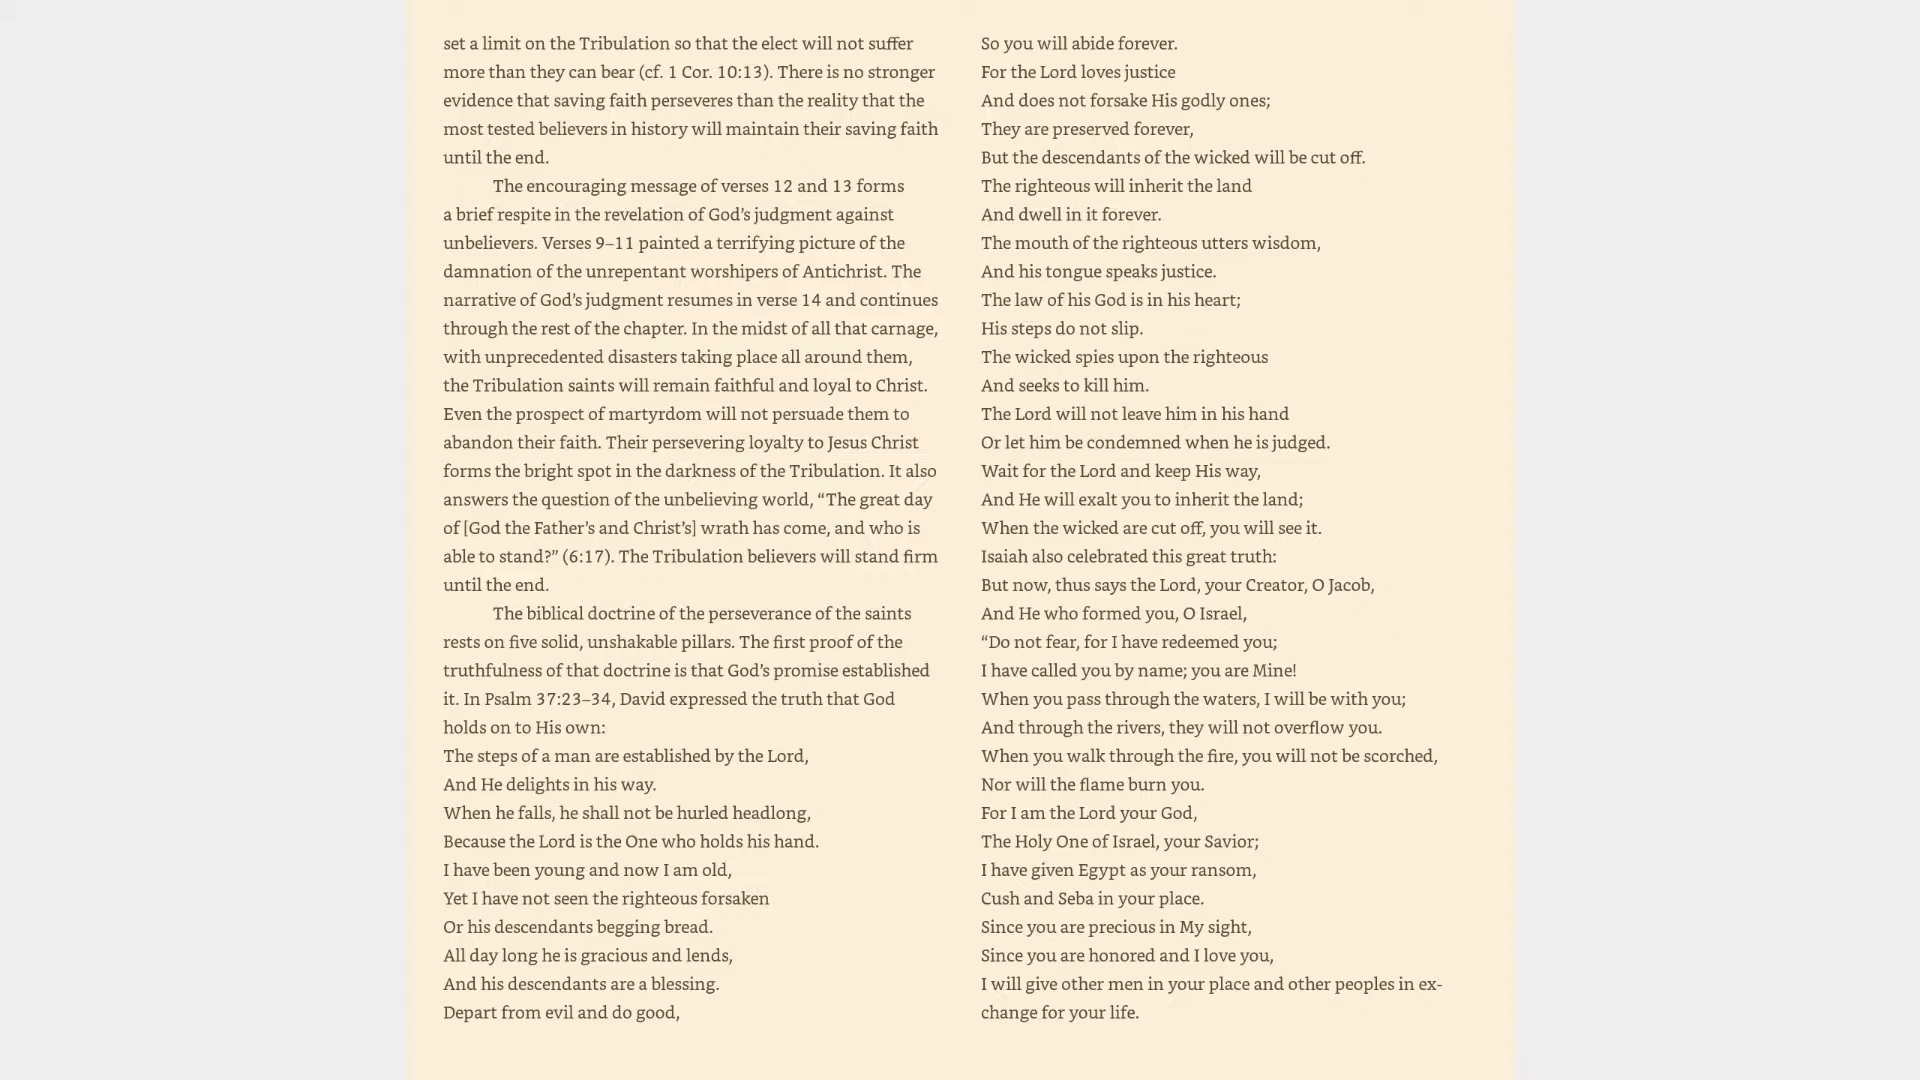 set a limit on the Tribulation so that the elect will not suffer
more than they can bear (cf. 1 Cor. 10:13). There is no stronger
evidence that saving faith perseveres than the reality that the
most tested believers in history will maintain their saving faith
until the end.
The encouraging message of verses 12 and 13 forms
a brief respite in the revelation of God’s judgment against
unbelievers. Verses 9–11 painted a terrifying picture of the
damnation of the unrepentant worshipers of Antichrist. The
narrative of God’s judgment resumes in verse 14 and continues
through the rest of the chapter. In the midst of all that carnage,
with unprecedented disasters taking place all around them,
the Tribulation saints will remain faithful and loyal to Christ.
Even the prospect of martyrdom will not persuade them to
abandon their faith. Their persevering loyalty to Jesus Christ
forms the bright spot in the darkness of the Tribulation. It also
answers the question of the unbelieving world, “The great day
of [God the Father’s and Christ’s] wrath has come, and who is
able to stand?” (6:17). The Tribulation believers will stand firm
until the end.
The biblical doctrine of the perseverance of the saints
rests on five solid, unshakable pillars. The first proof of the
truthfulness of that doctrine is that God’s promise established
it. In Psalm 37:23–34, David expressed the truth that God
holds on to His own:
The steps of a man are established by the Lord,
And He delights in his way.
When he falls, he shall not be hurled headlong,
Because the Lord is the One who holds his hand.
I have been young and now I am old,
Yet I have not seen the righteous forsaken
Or his descendants begging bread.
All day long he is gracious and lends,
And his descendants are a blessing.
Depart from evil and do good,
So you will abide forever.
For the Lord loves justice
And does not forsake His godly ones;
They are preserved forever,
But the descendants of the wicked will be cut off.
The righteous will inherit the land
And dwell in it forever.
The mouth of the righteous utters wisdom,
And his tongue speaks justice.
The law of his God is in his heart;
His steps do not slip.
The wicked spies upon the righteous
And seeks to kill him.
The Lord will not leave him in his hand
Or let him be condemned when he is judged.
Wait for the Lord and keep His way,
And He will exalt you to inherit the land;
When the wicked are cut off, you will see it.
Isaiah also celebrated this great truth:
But now, thus says the Lord, your Creator, O Jacob,
And He who formed you, O Israel,
“Do not fear, for I have redeemed you;
I have called you by name; you are Mine!
When you pass through the waters, I will be with you;
And through the rivers, they will not overflow you.
When you walk through the fire, you will not be scorched,
Nor will the flame burn you.
For I am the Lord your God,
The Holy One of Israel, your Savior;
I have given Egypt as your ransom,
Cush and Seba in your place.
Since you are precious in My sight,
Since you are honored and I love you,
I will give other men in your place and other peoples in ex-
change for your life.